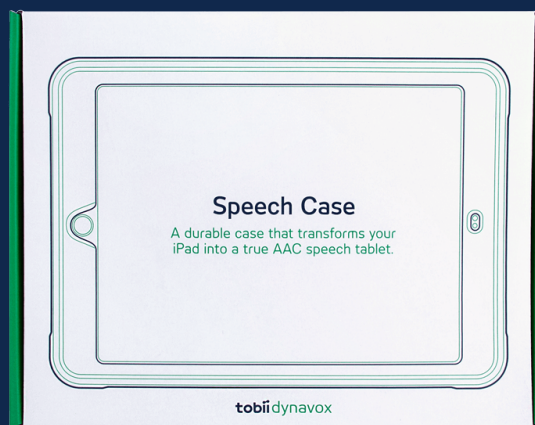 Speech Case
A durable case that transforms your
iPad into a true AAC speech tablet.
tobii dynavox